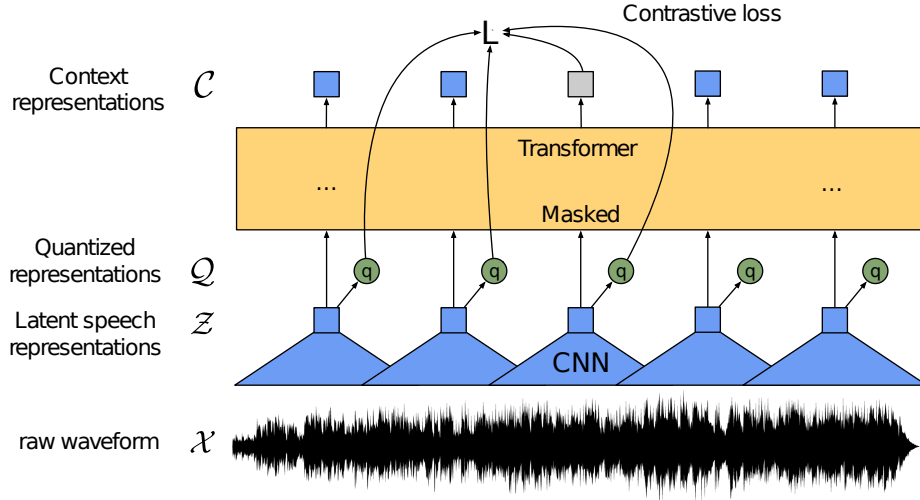 Contrastive loss
L
Context
representations
𝒞
Transformer
... ...
Masked
Quantized
representations
𝒬
q q q q q
Latent speech
representations
𝒵
CNN
raw waveform
𝒳